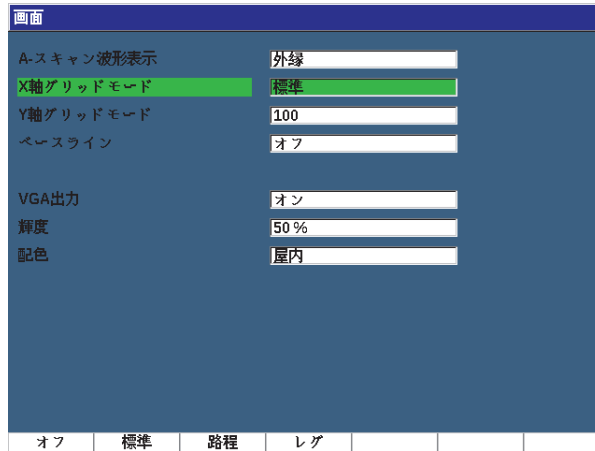 画面
A-スキャン波形表示 外縁
X軸グリッドモード 標準
Y軸グリッドモード 100
ベースライン オフ
VGA出力 オン
輝度 50 %
配色 屋内
オフ 標準 路程 レグ